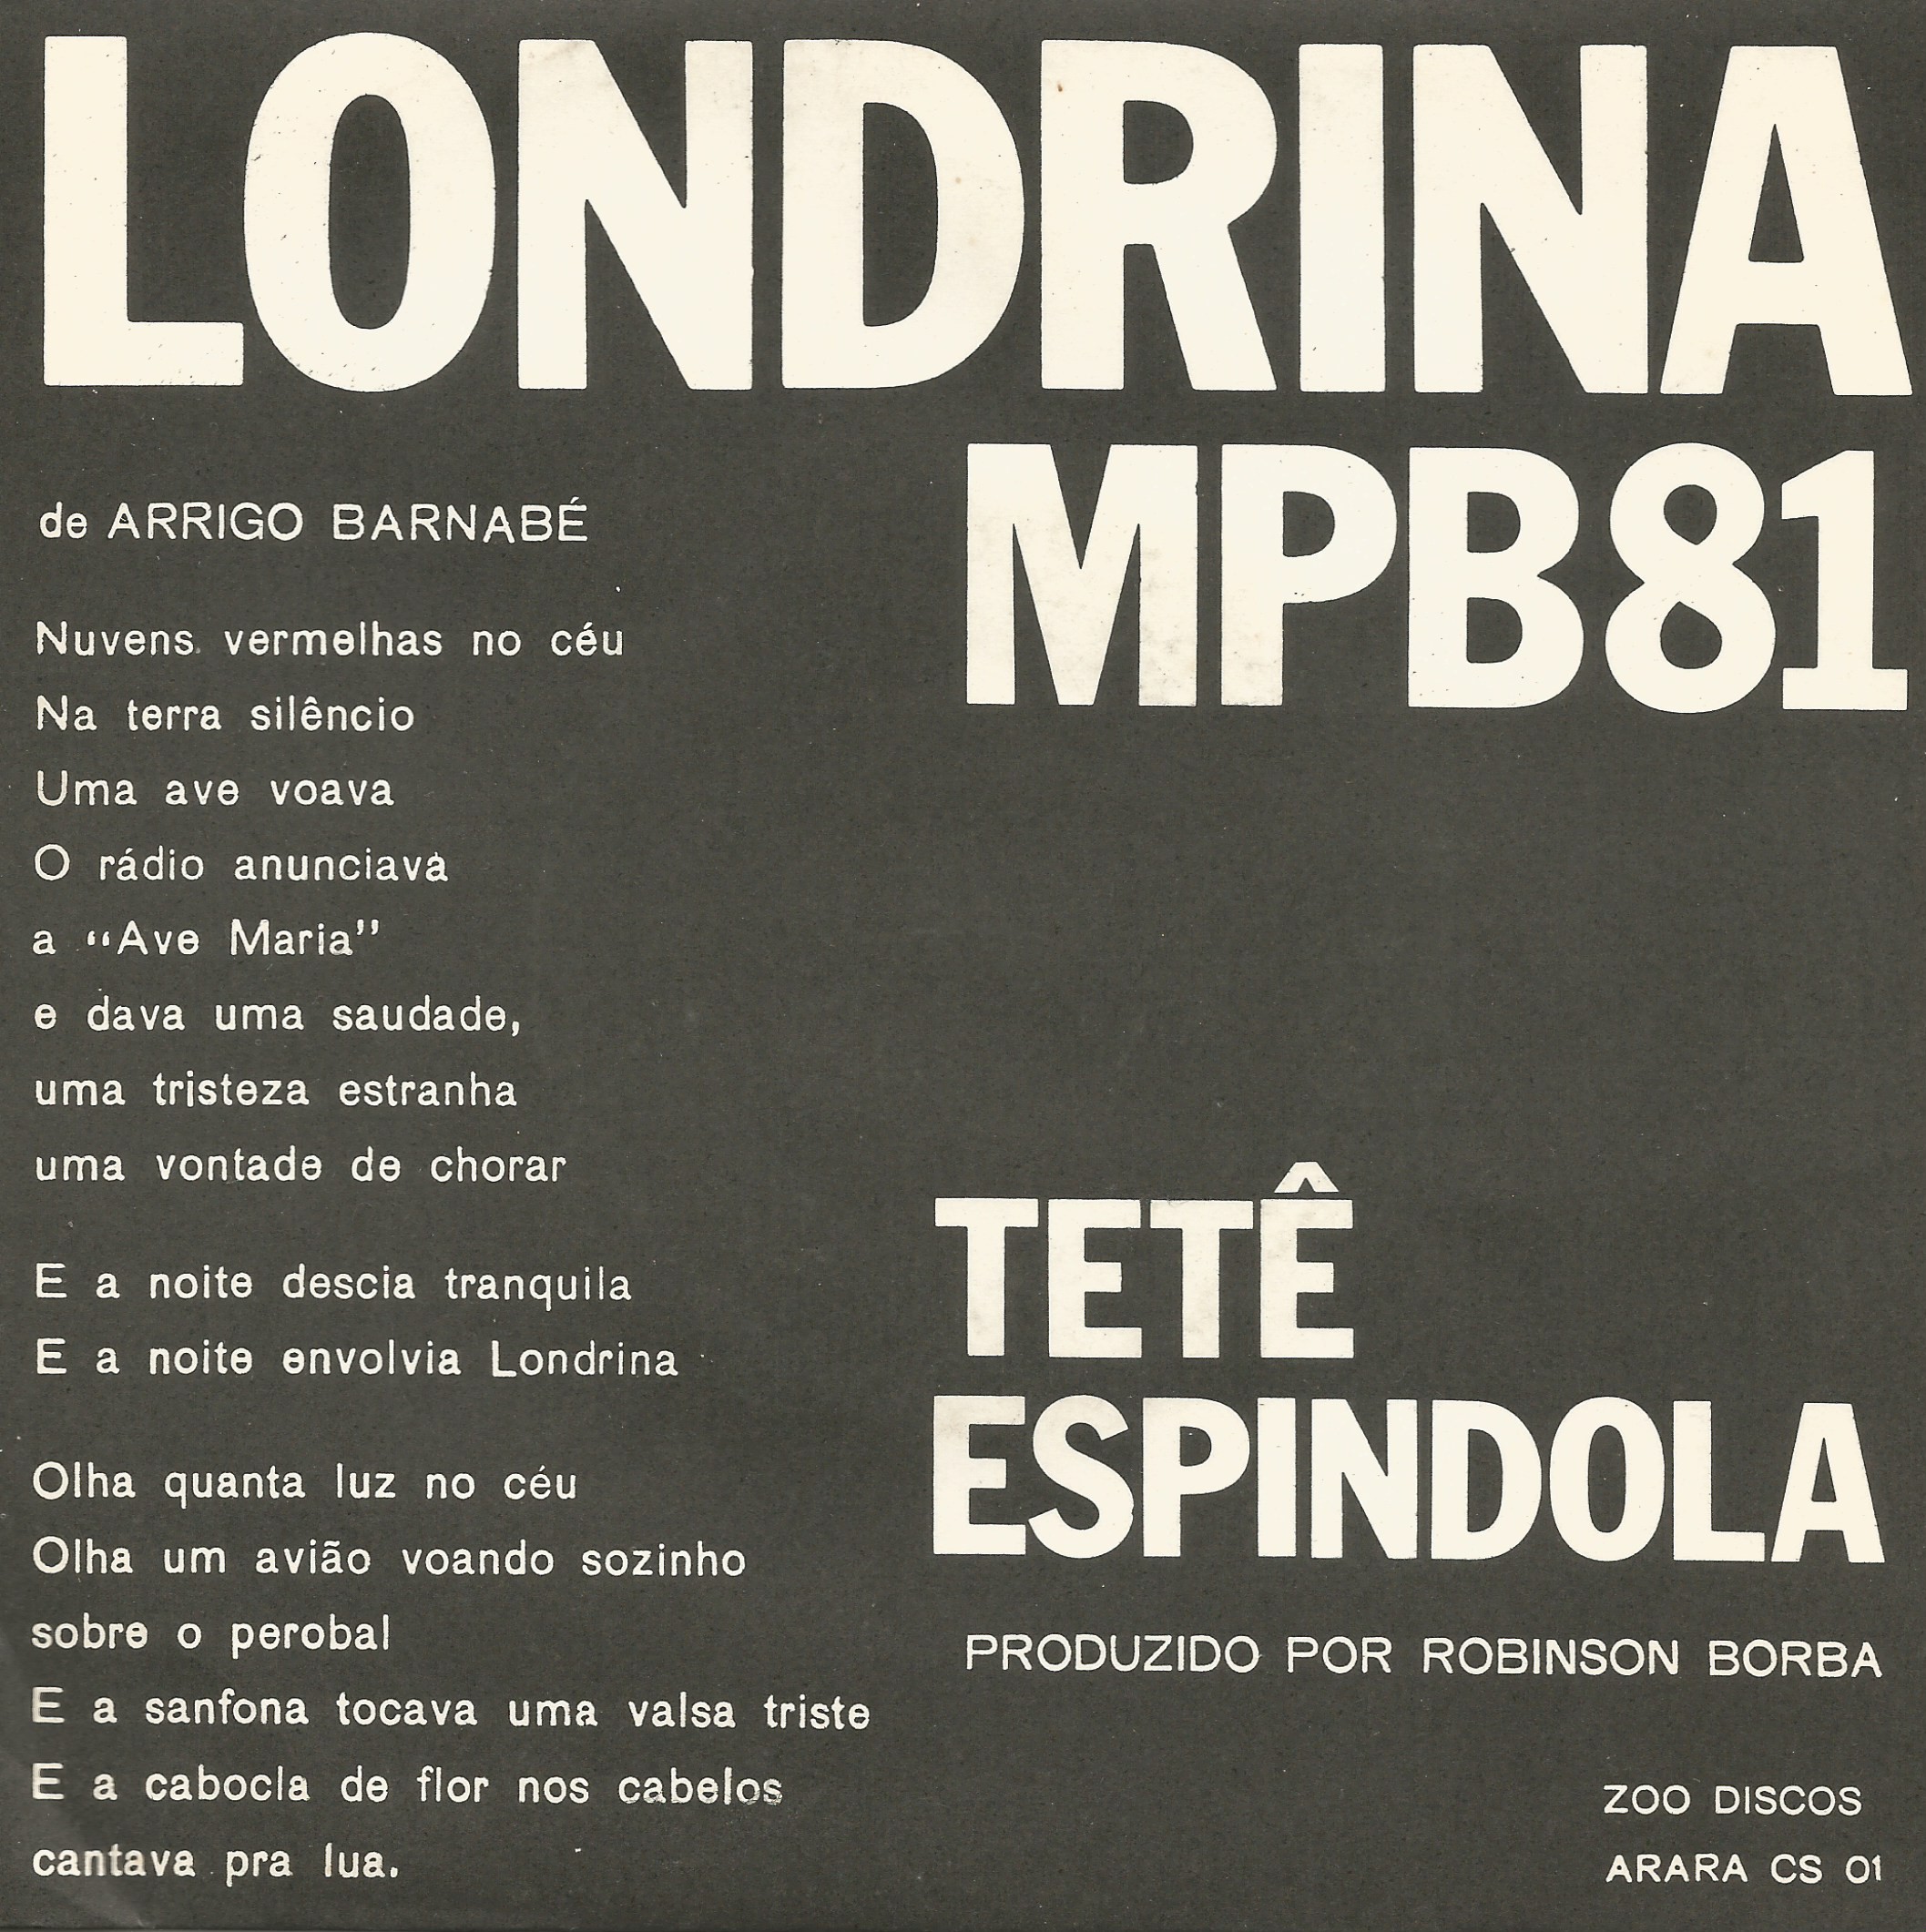 LONDRINA
MPB81
de ARRIGO BARNABÉ
Nuvens vermelhas no céu
Na terra silêncio
Uma ave voava
O rádio anunciava
a “Ave Maria”
e dava uma saudade,
uma tristeza estranha
uma vontade de chorar
E a noite descia tranquila
E a noite envolvia Londrina
Olha quanta luz no céu
Olha um avião voando sozinho
sobre o perobal
E a sanfona tocava uma valsa triste
E a cabocla de flor nos cabelos
cantava pra lua.
TETÊ
ESPINDOLA
PRODUZIDO POR ROBINSON BORBA
ZOO DISCOS
ARARA CS 01